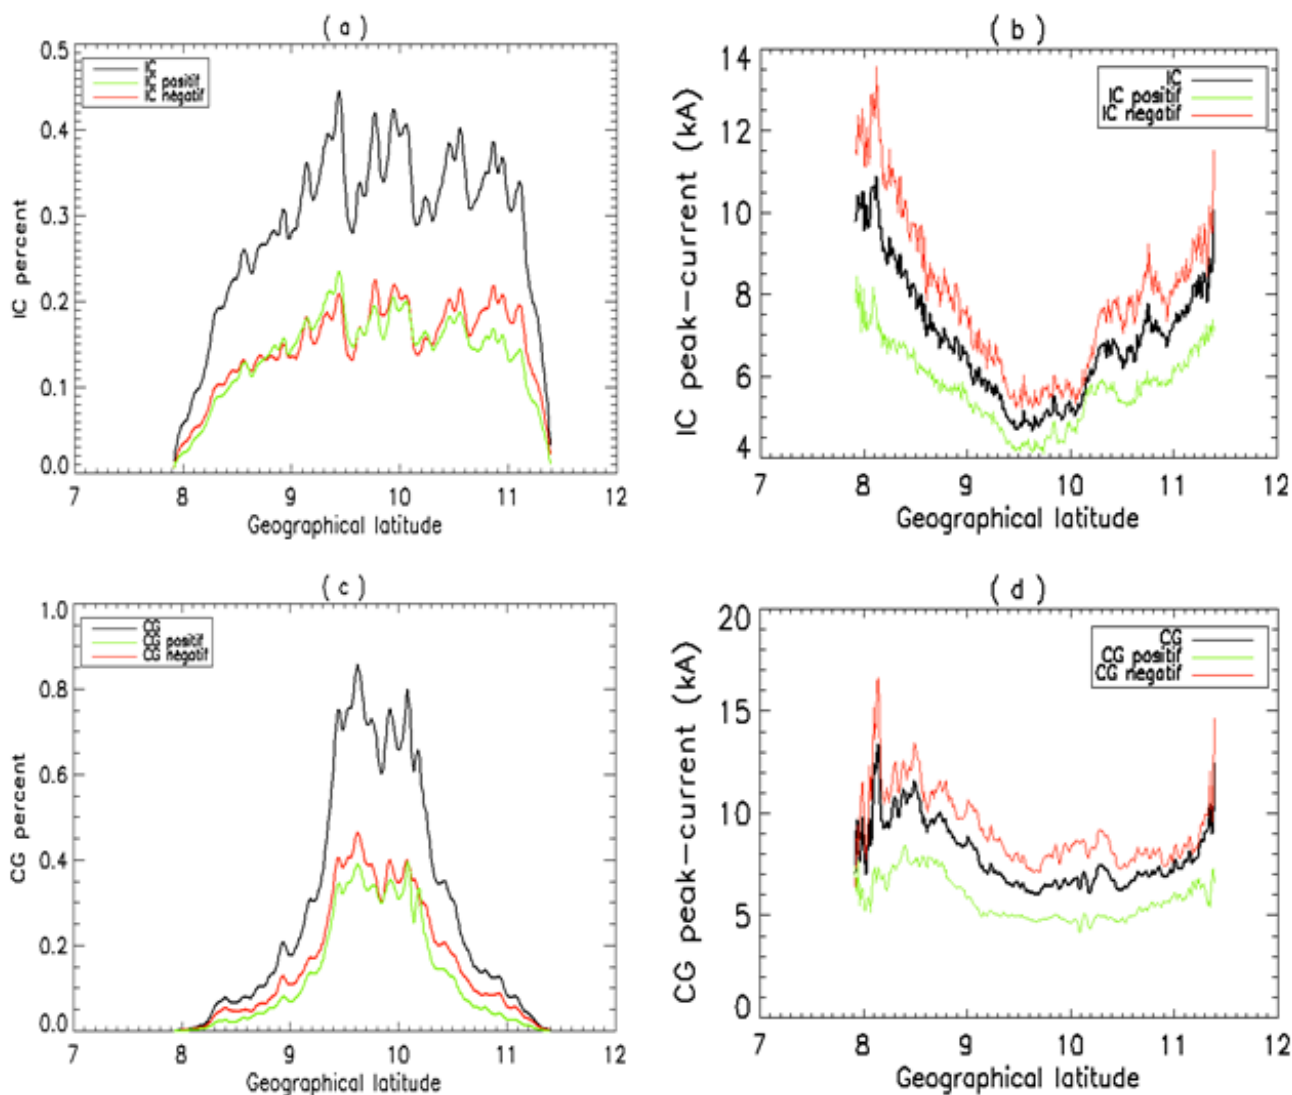 ( a )
0.5
0.4
0.3
0.2
0.1
0.0
IC percent
IC
IC positif
IC negatif
7 8 9 10 11 12
Geographical latitude
( b )
14
12
10
8
6
4
IC peak-current (kA)
IC
IC positif
IC negatif
7 8 9 10 11 12
Geographical latitude
( c )
1.0
0.8
0.6
0.4
0.2
0.0
CG percent
CG
CG positif
CG negatif
7 8 9 10 11 12
Geographical latitude
( d )
20
15
10
5
0
CG peak-current (kA)
CG
CG positif
CG negatif
7 8 9 10 11 12
Geographical latitude